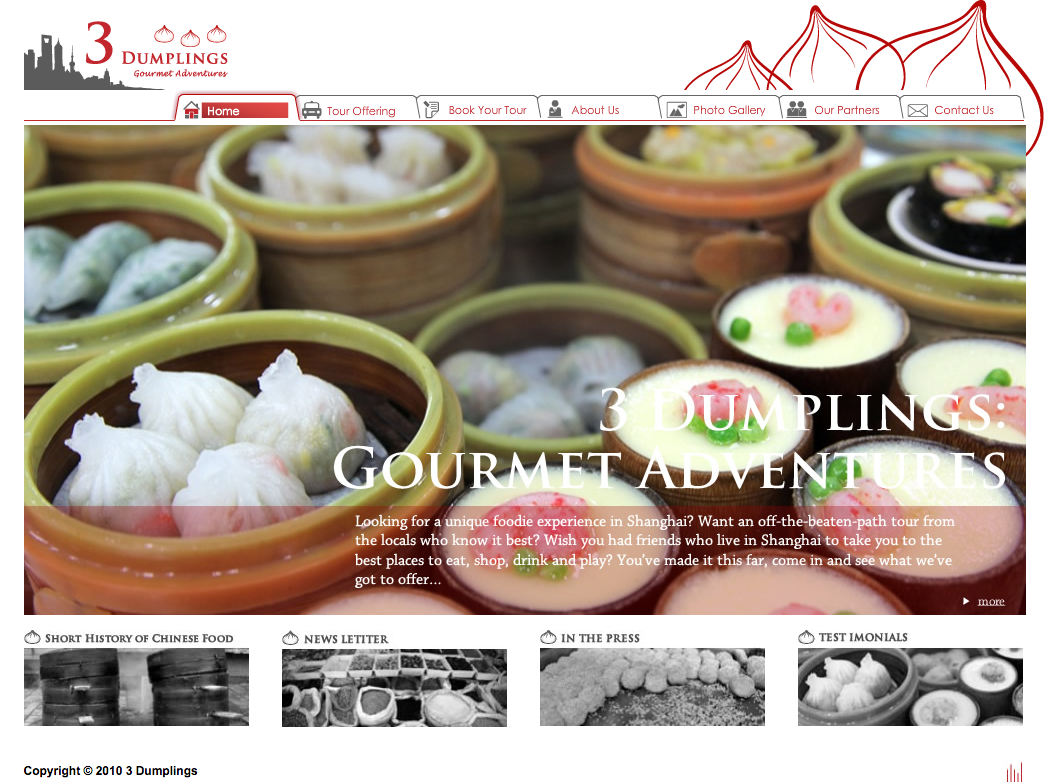 3 DUMPLINGS
Gourmet Adventures
Home
Tour Offering
Book Your Tour
About Us
Photo Gallery
Our Partners
Contact Us
3 DUMPLINGS:
GOURMET ADVENTURES
Looking for a unique foodie experience in Shanghai? Want an off-the-beaten-path tour from
the locals who know it best? Wish you had friends who live in Shanghai to take you to the
best places to eat, shop, drink and play? You've made it this far, come in and see what we've
got to offer...
more
SHORT HISTORY OF CHINESE FOOD
NEWS LETITER
IN THE PRESS
TEST IMONIALS
Copyright © 2010 3 Dumplings